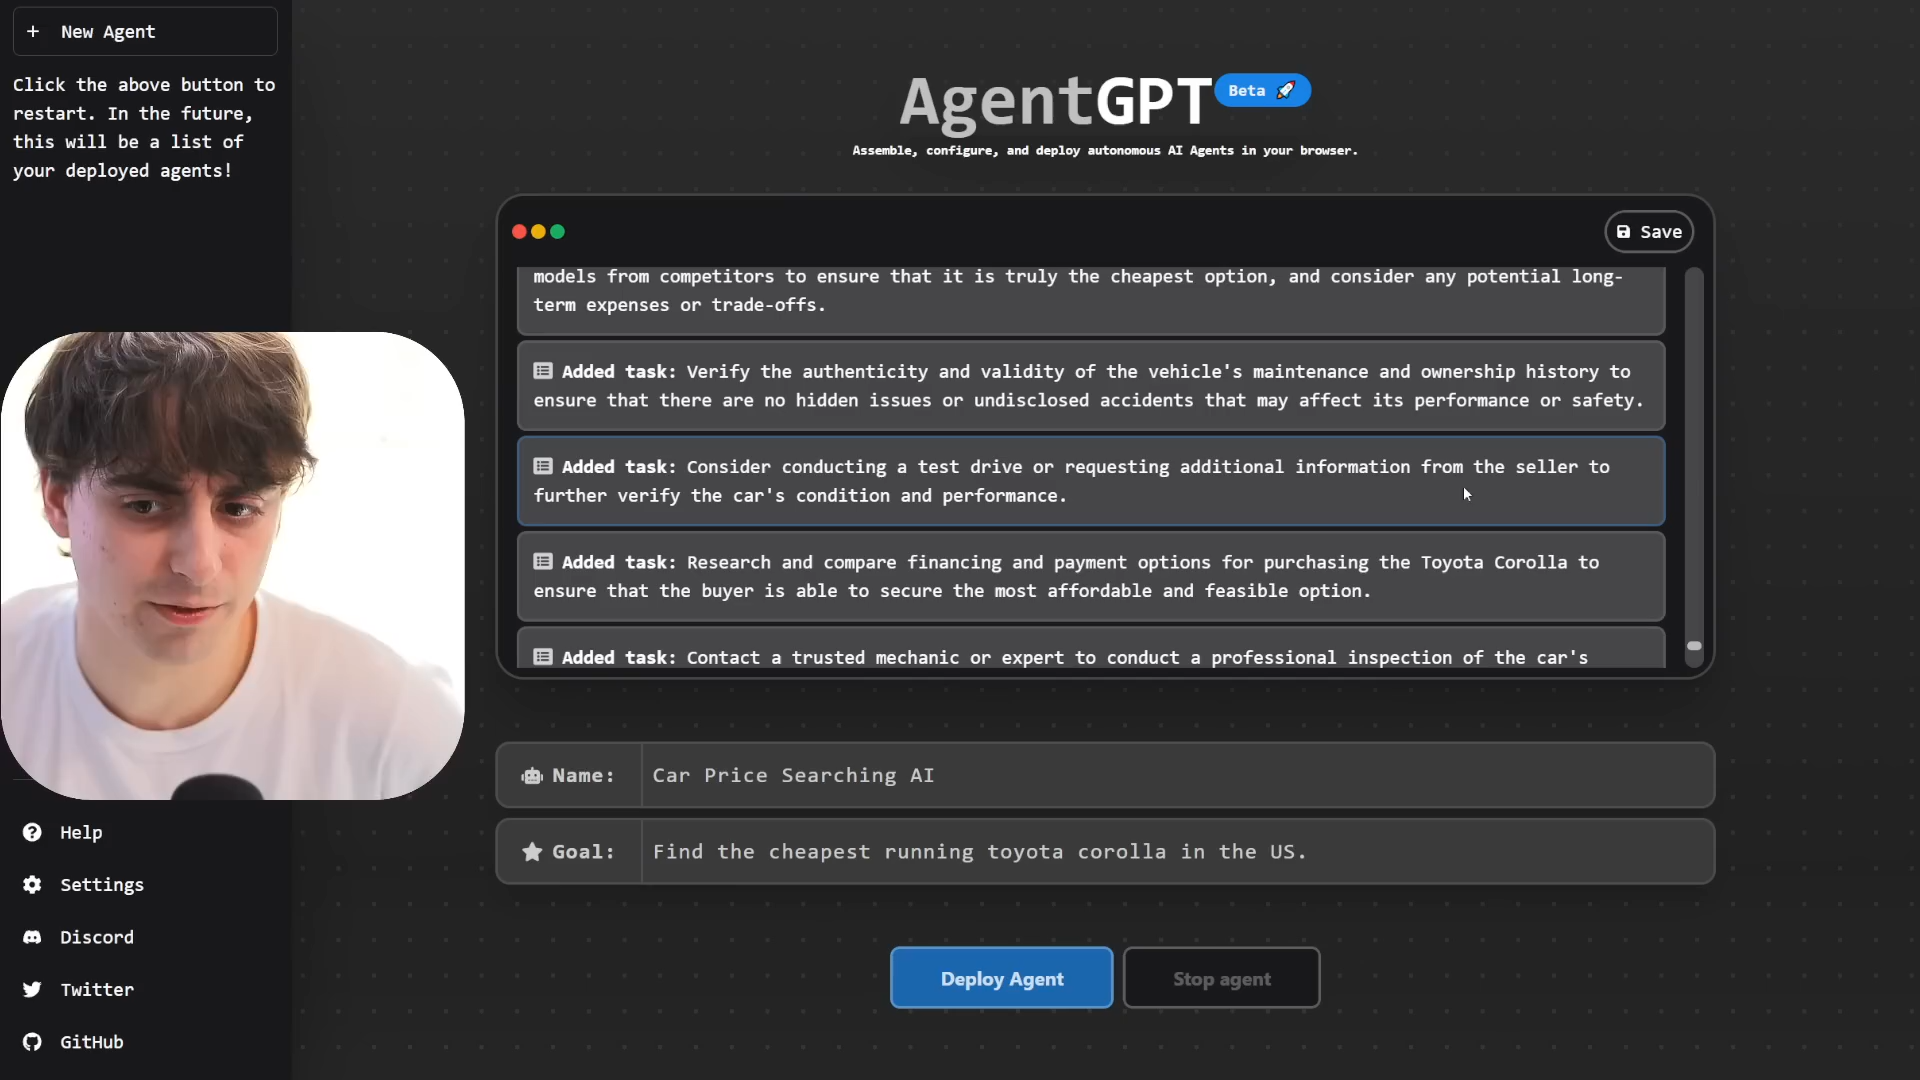 New Agent
Click the above button to
restart. In the future,
this will be a list of
your deployed agents!
AgentGPT
Beta 🚀
Assemble, configure, and deploy autonomous AI Agents in your browser.
Save
models from competitors to ensure that it is truly the cheapest option, and consider any potential long-
term expenses or trade-offs.
Added task: Verify the authenticity and validity of the vehicle's maintenance and ownership history to
ensure that there are no hidden issues or undisclosed accidents that may affect its performance or safety.
Added task: Consider conducting a test drive or requesting additional information from the seller to
further verify the car's condition and performance.
Added task: Research and compare financing and payment options for purchasing the Toyota Corolla to
ensure that the buyer is able to secure the most affordable and feasible option.
Added task: Contact a trusted mechanic or expert to conduct a professional inspection of the car's
Name: Car Price Searching AI
Goal: Find the cheapest running toyota corolla in the US.
Deploy Agent
Stop agent
Help
Settings
Discord
Twitter
GitHub